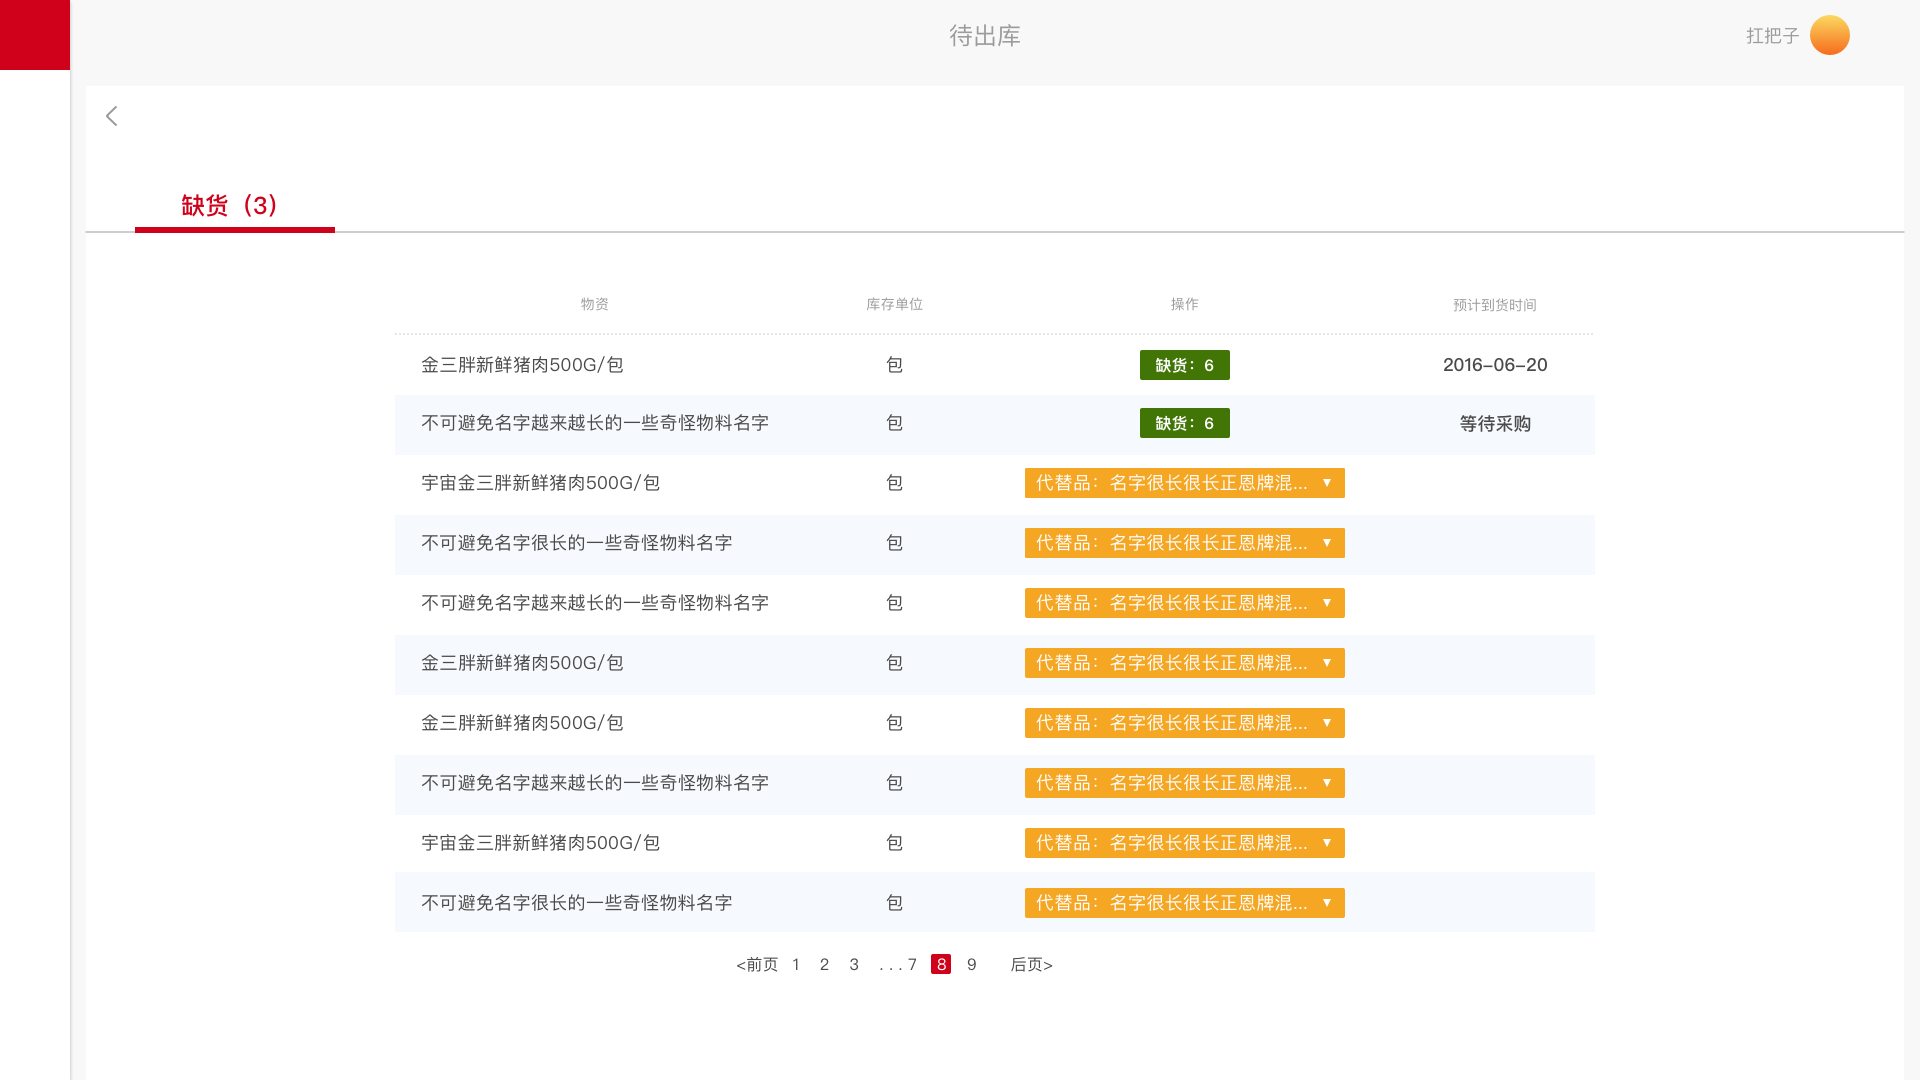 待出库
扛把子
缺货（3）
物资 库存单位 操作 预计到货时间
金三胖新鲜猪肉500G/包 包 缺货：6 2016–06–20
不可避免名字越来越长的一些奇怪物料名字 包 缺货：6 等待采购
宇宙金三胖新鲜猪肉500G/包 包 代替品：名字很长很长正恩牌混... ▼
不可避免名字很长的一些奇怪物料名字 包 代替品：名字很长很长正恩牌混... ▼
不可避免名字越来越长的一些奇怪物料名字 包 代替品：名字很长很长正恩牌混... ▼
金三胖新鲜猪肉500G/包 包 代替品：名字很长很长正恩牌混... ▼
金三胖新鲜猪肉500G/包 包 代替品：名字很长很长正恩牌混... ▼
不可避免名字越来越长的一些奇怪物料名字 包 代替品：名字很长很长正恩牌混... ▼
宇宙金三胖新鲜猪肉500G/包 包 代替品：名字很长很长正恩牌混... ▼
不可避免名字很长的一些奇怪物料名字 包 代替品：名字很长很长正恩牌混... ▼
<前页 1 2 3 ...7 8 9 后页>